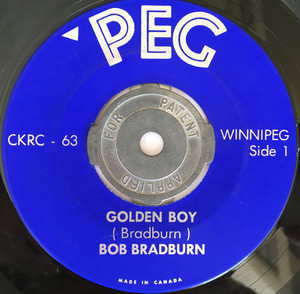 PEG
CKRC - 63
WINNIPEG
Side 1
FOR PATENT APPLIED
GOLDEN BOY
( Bradburn )
BOB BRADBURN
MADE IN CANADA